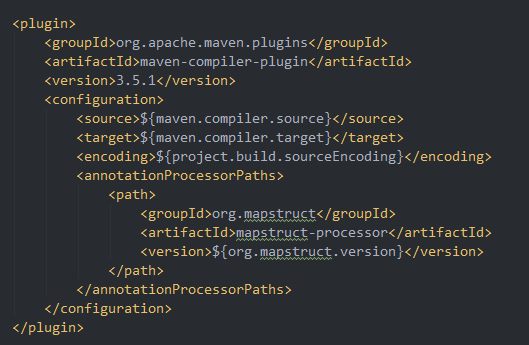 <plugin>
    <groupId>org.apache.maven.plugins</groupId>
    <artifactId>maven-compiler-plugin</artifactId>
    <version>3.5.1</version>
    <configuration>
        <source>${maven.compiler.source}</source>
        <target>${maven.compiler.target}</target>
        <encoding>${project.build.sourceEncoding}</encoding>
        <annotationProcessorPaths>
            <path>
                <groupId>org.mapstruct</groupId>
                <artifactId>mapstruct-processor</artifactId>
                <version>${org.mapstruct.version}</version>
            </path>
        </annotationProcessorPaths>
    </configuration>
</plugin>